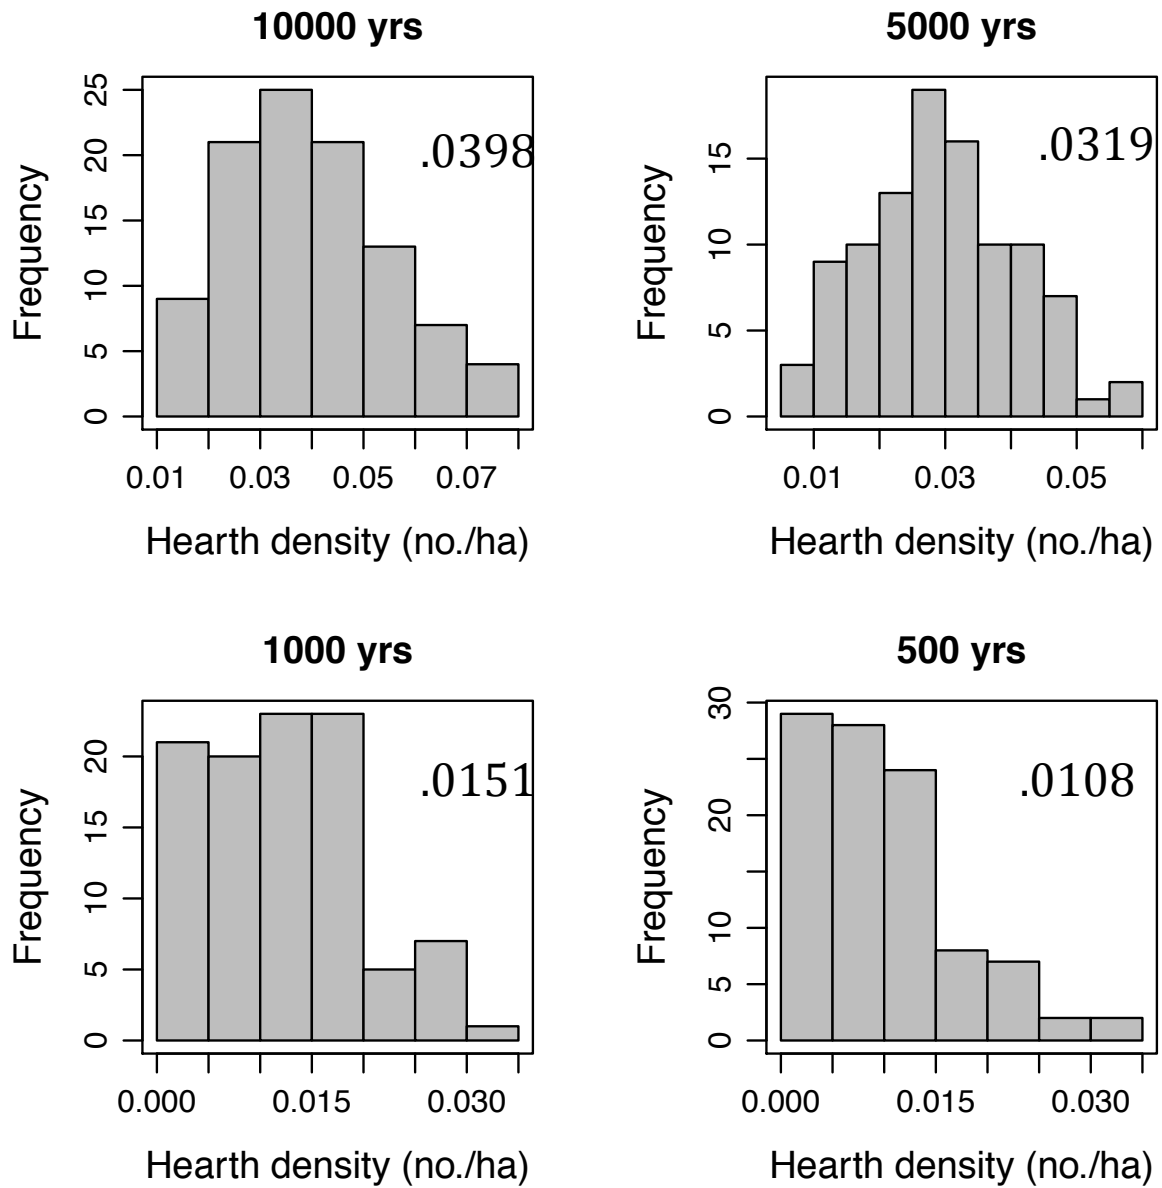 10000 yrs
25
20
15
10
5
0
Frequency
.0398
0.01 0.03 0.05 0.07
Hearth density (no./ha)
5000 yrs
15
10
5
0
Frequency
.0319
0.01 0.03 0.05
Hearth density (no./ha)
1000 yrs
20
15
10
5
0
Frequency
.0151
0.000 0.015 0.030
Hearth density (no./ha)
500 yrs
30
20
10
5
0
Frequency
.0108
0.000 0.015 0.030
Hearth density (no./ha)